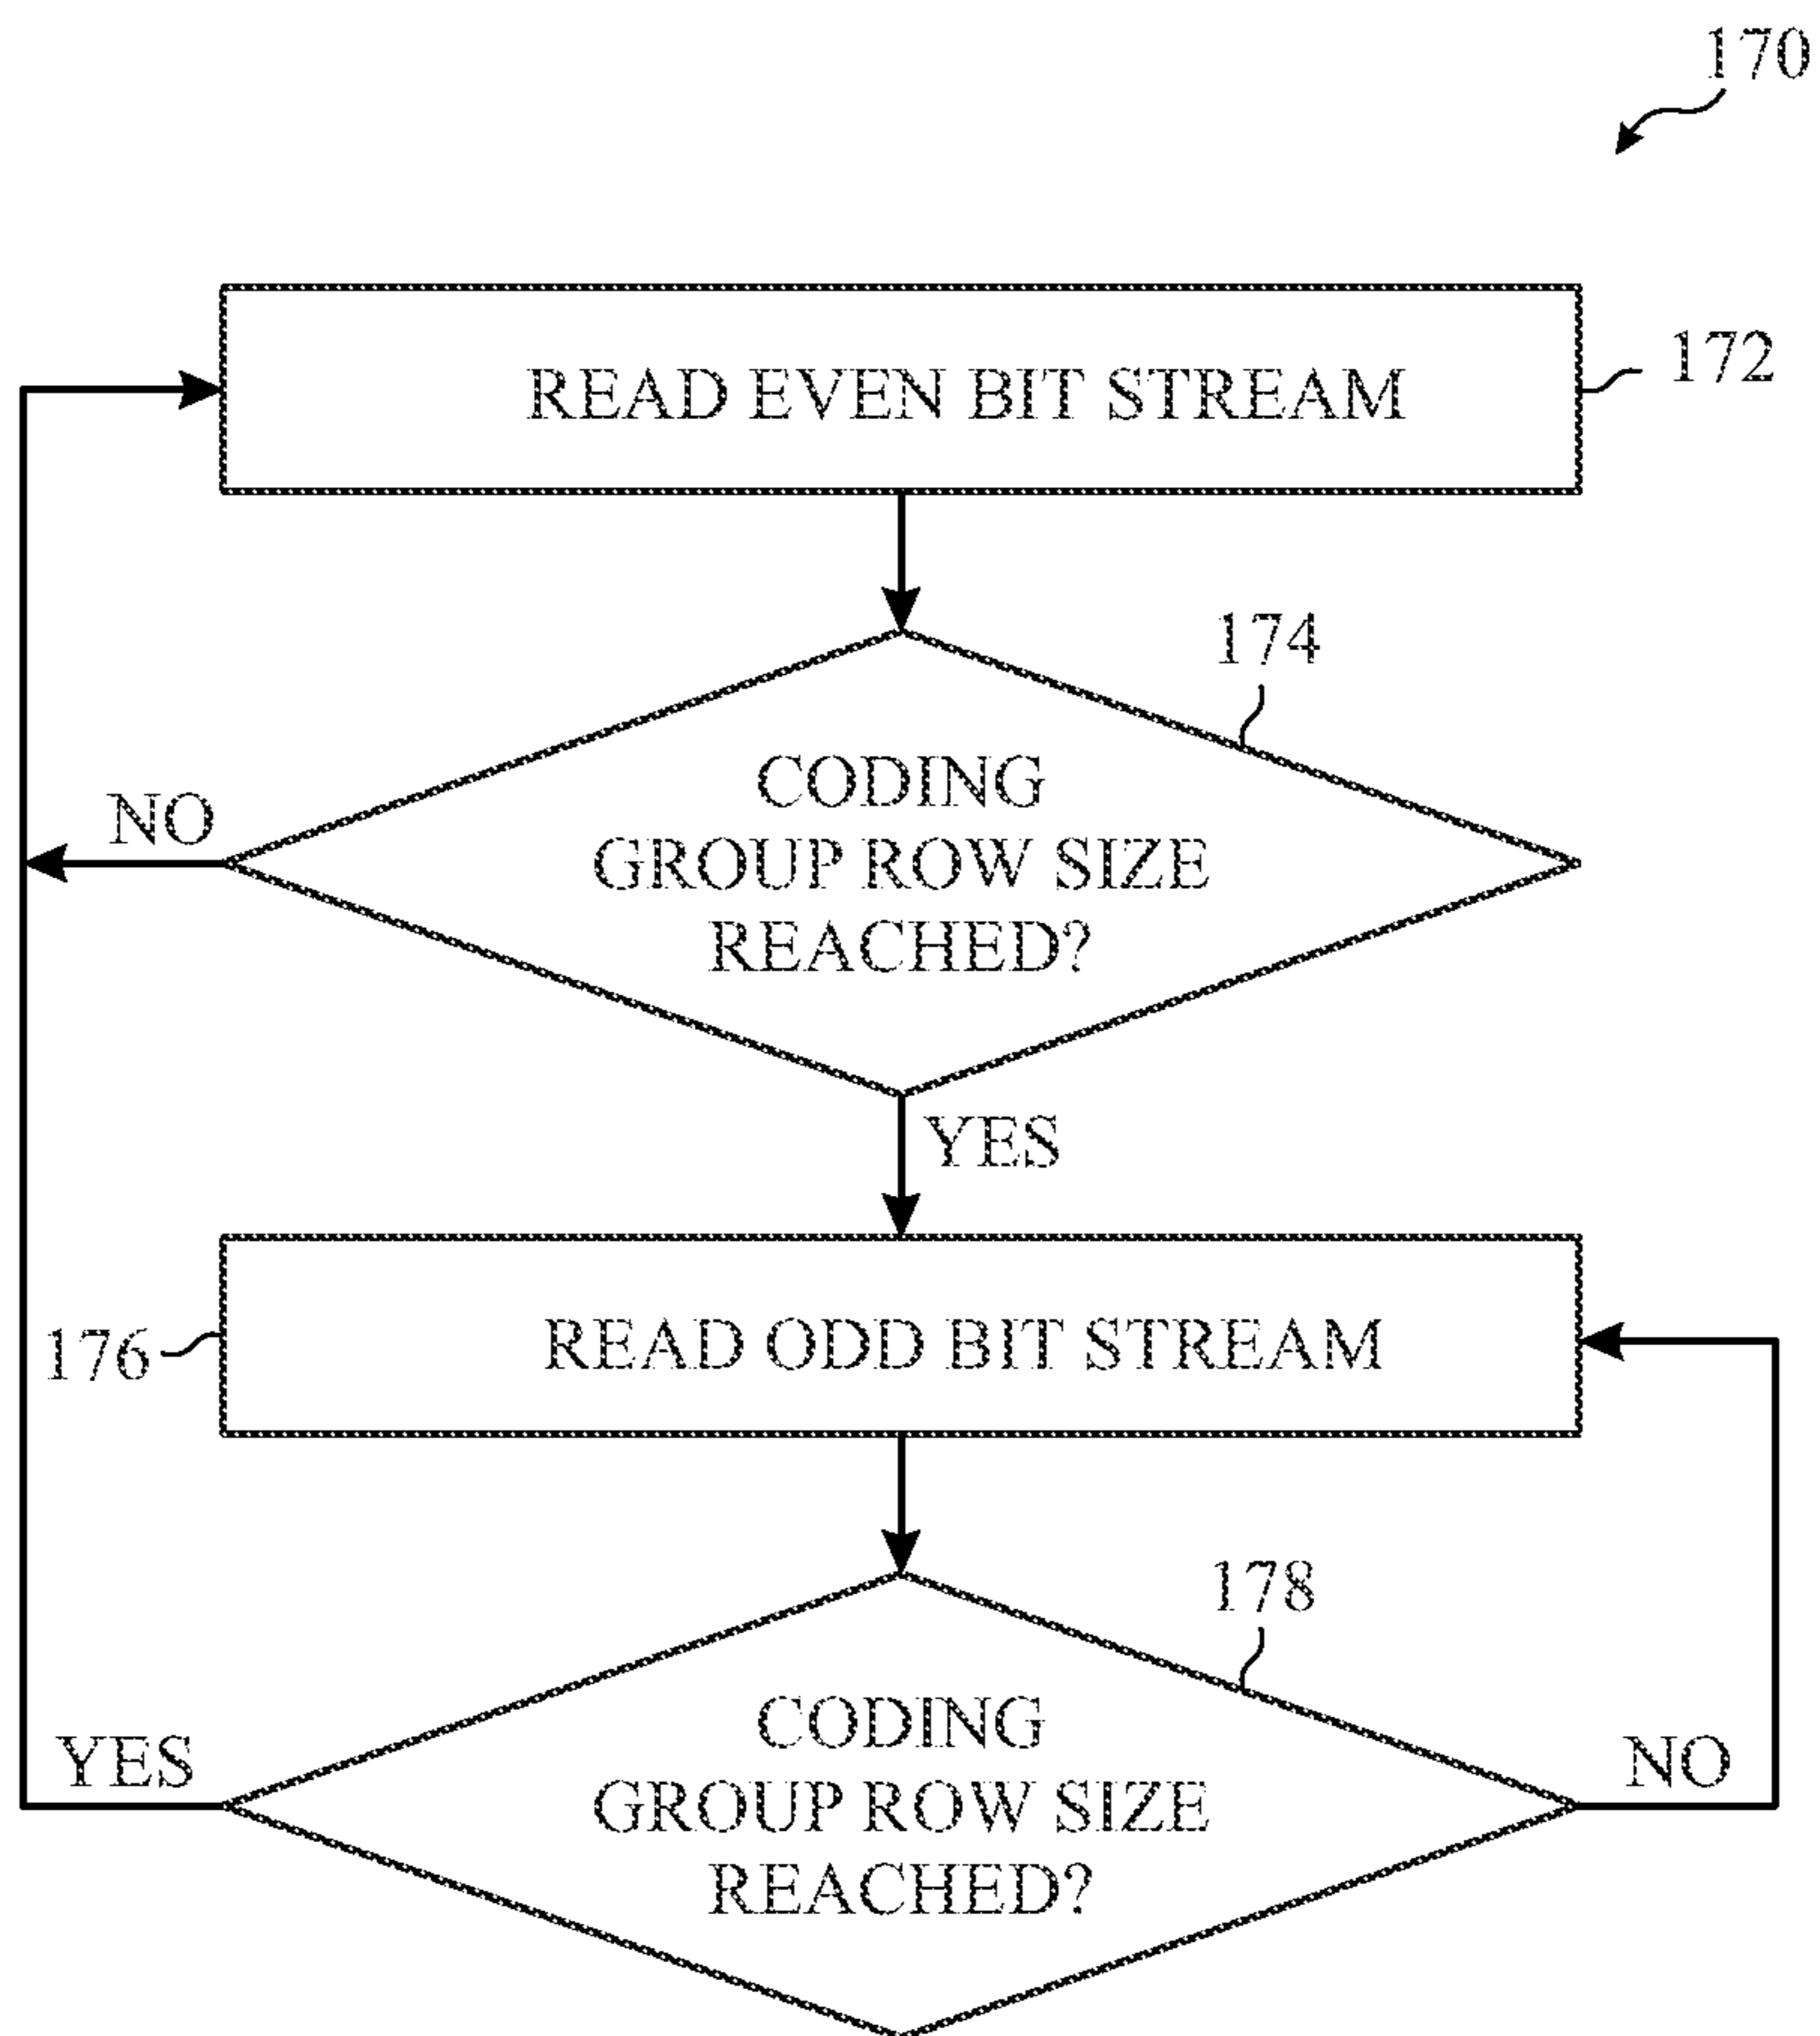 170
READ EVEN BIT STREAM
172
174
CODING
GROUP ROW SIZE
REACHED?
NO
YES
READ ODD BIT STREAM
176
178
CODING
GROUP ROW SIZE
REACHED?
YES
NO